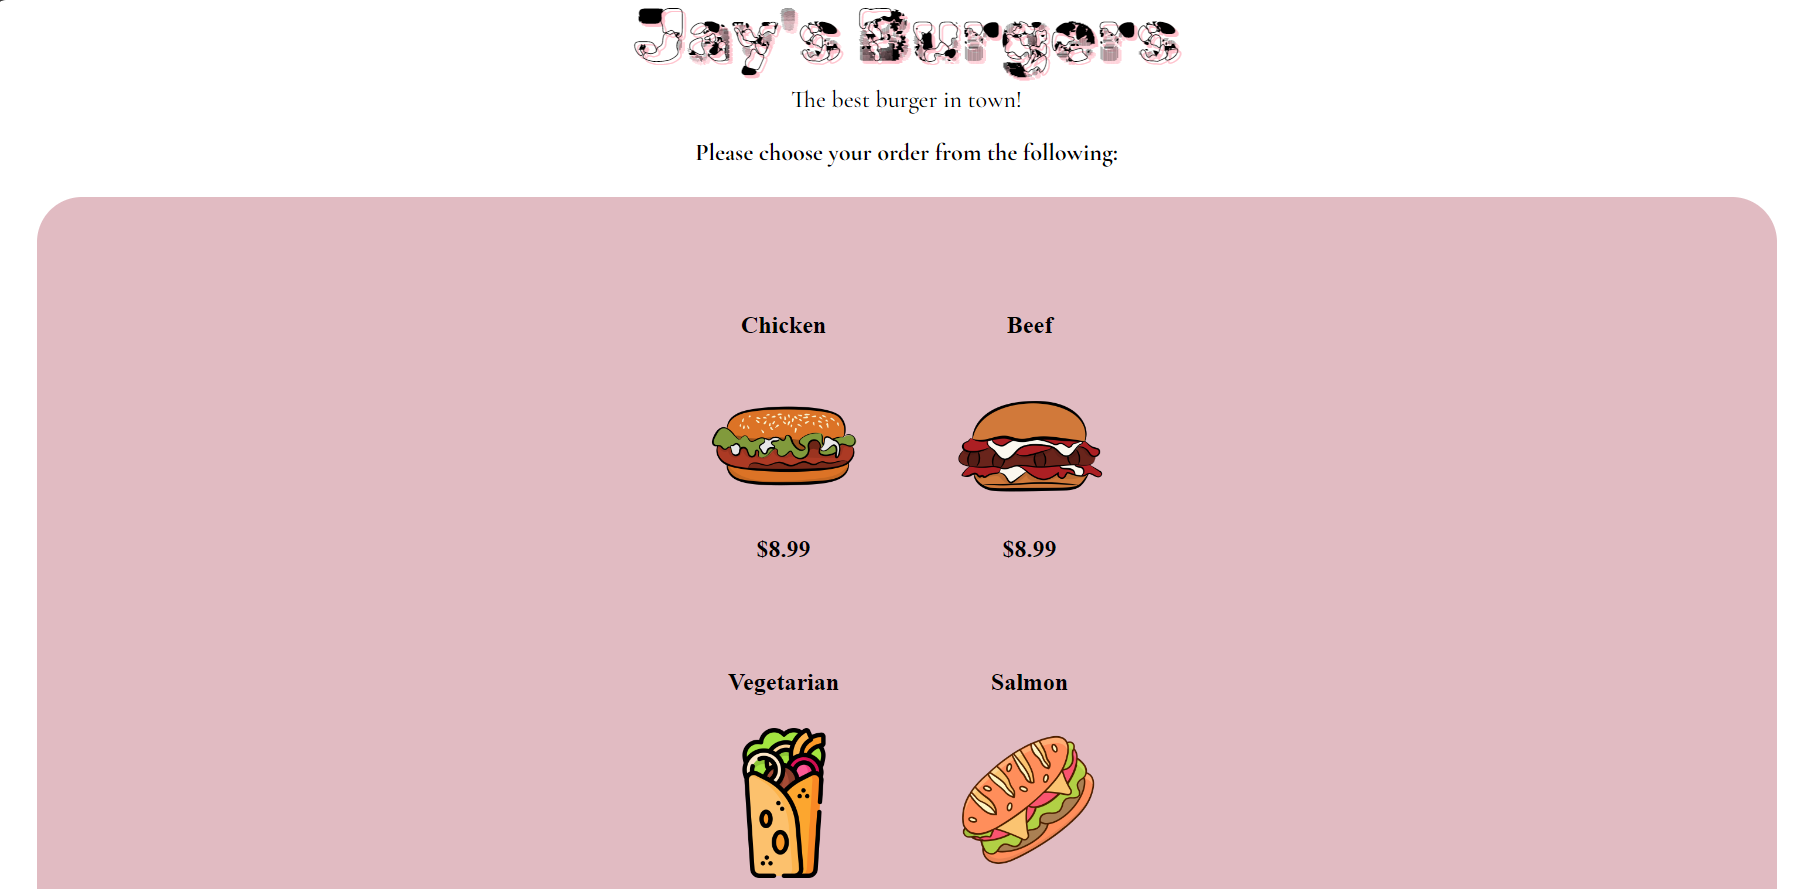 Jay's Burgers
The best burger in town!
Please choose your order from the following:
Chicken Beef
$8.99 $8.99
Vegetarian Salmon